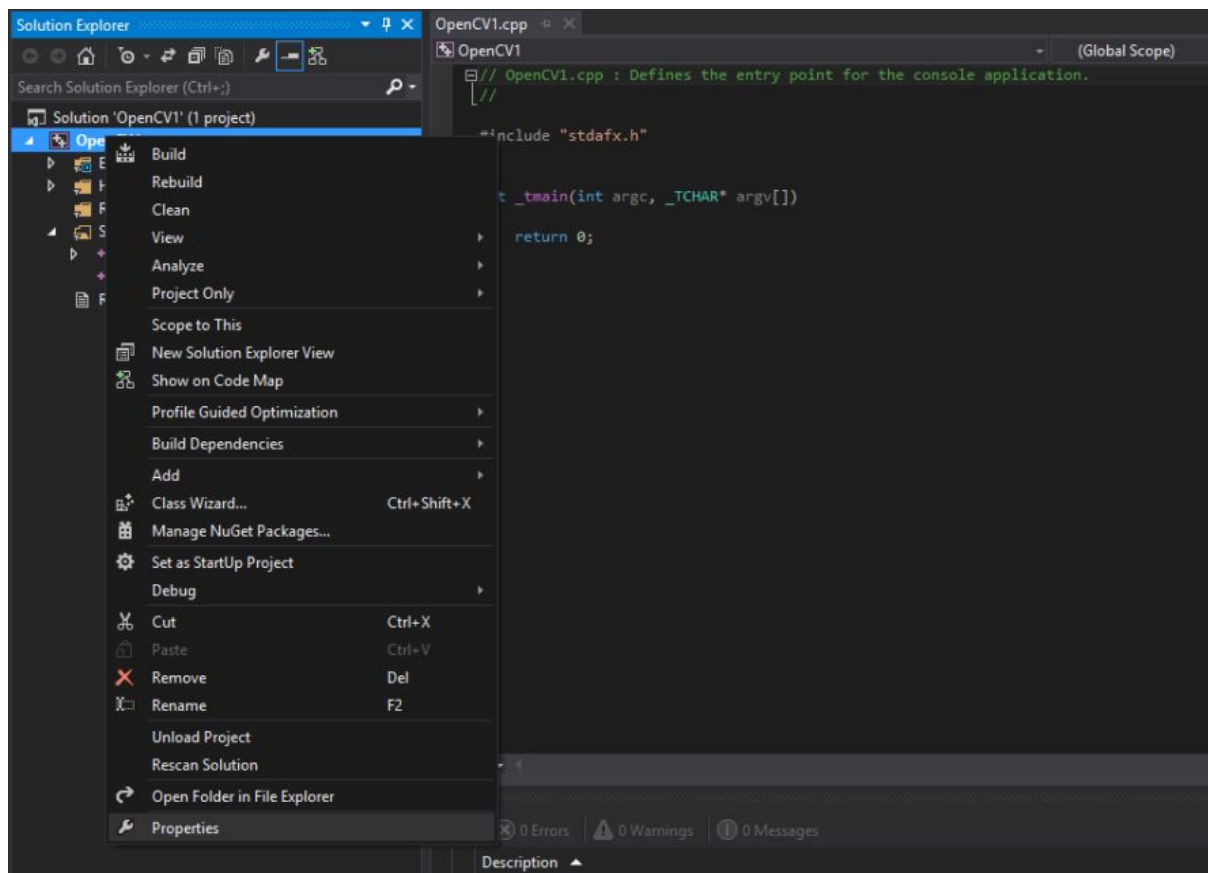 Solution Explorer
Search Solution Explorer (Ctrl+;)
Solution 'OpenCV1' (1 project)
Build
Rebuild
Clean
View
Analyze
Project Only
Scope to This
New Solution Explorer View
Show on Code Map
Profile Guided Optimization
Build Dependencies
Add
Class Wizard... Ctrl+Shift+X
Manage NuGet Packages...
Set as StartUp Project
Debug
Cut Ctrl+X
Paste Ctrl+V
Remove Del
Rename F2
Unload Project
Rescan Solution
Open Folder in File Explorer
Properties
OpenCV1.cpp
OpenCV1 (Global Scope)
// OpenCV1.cpp : Defines the entry point for the console application.
//
#include "stdafx.h"
t _tmain(int argc, _TCHAR* argv[])
return 0;
0 Errors 0 Warnings 0 Messages
Description